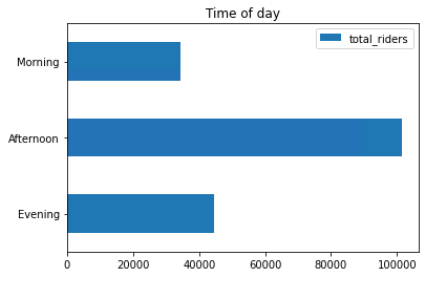 Time of day
total_riders
Morning
Afternoon
Evening
0 20000 40000 60000 80000 100000